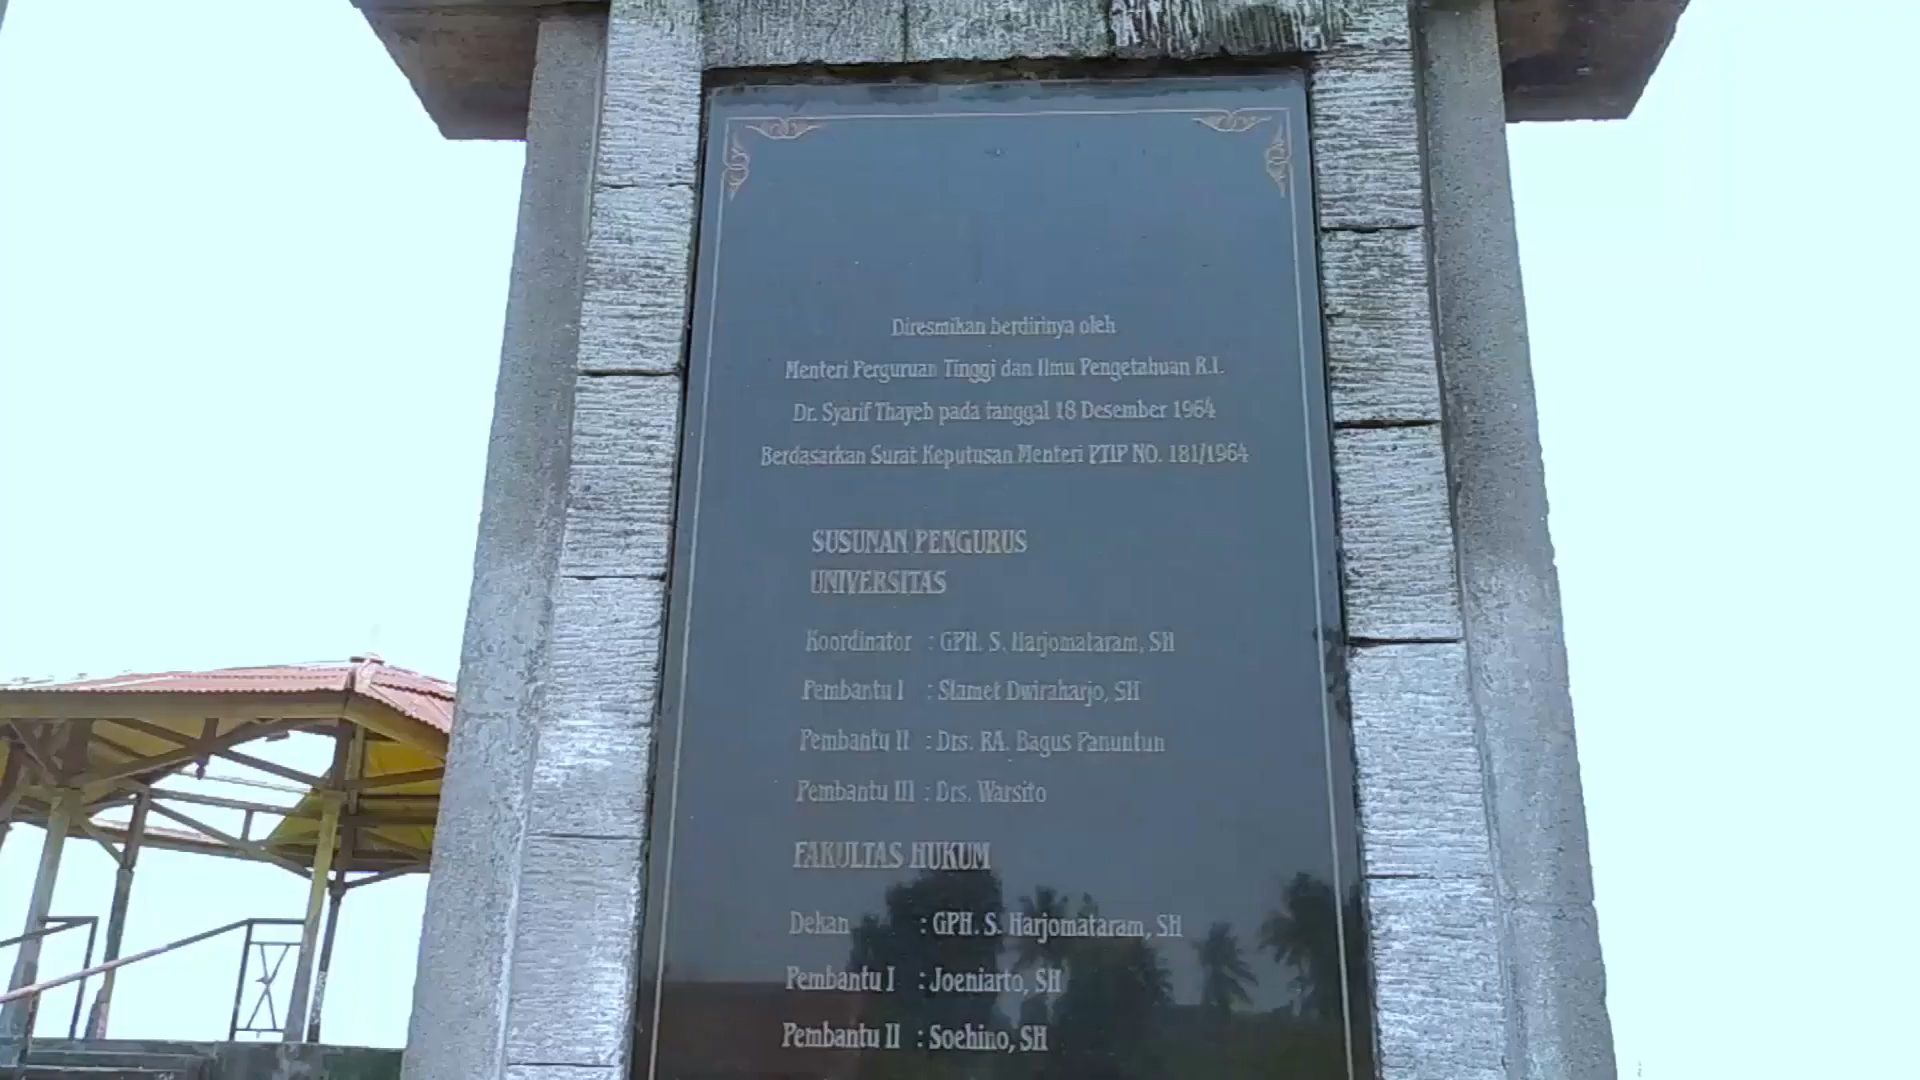 Diresmikan berdirinya oleh
Menteri Perguruan Tinggi dan Ilmu Pengetahuan R.I.
Dr. Syarif Thayeb pada tanggal 18 Desember 1964
Berdasarkan Surat Keputusan Menteri PTIP NO. 181/1964
SUSUNAN PENGURUS
UNIVERSITAS
Koordinator : GPH. S. Harjomataram, SH
Pembantu I : Slamet Dwiraharjo, SH
Pembantu II : Drs. RA. Bagus Panuntun
Pembantu III : Drs. Warsito
FAKULTAS HUKUM
Dekan : GPH. S. Harjomataram, SH
Pembantu I : Joeniarto, SH
Pembantu II : Soehino, SH